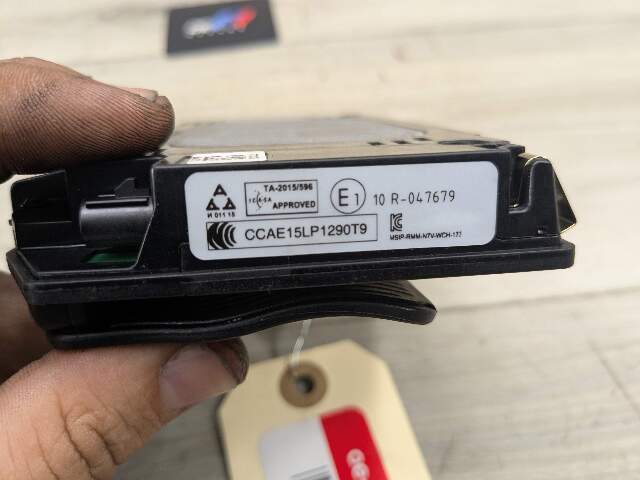 TA-2015/596
ICASA
APPROVED
И 011 15
E1 10 R-047679
CCAE15LP1290T9
MSIP-RMM-N7V-WCH-177